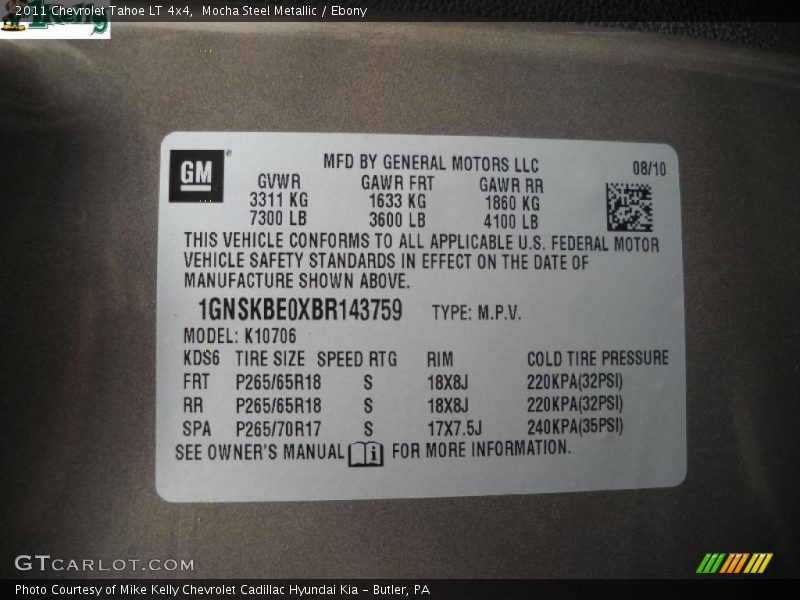 2011 Chevrolet Tahoe LT 4x4, Mocha Steel Metallic / Ebony
GM
MFD BY GENERAL MOTORS LLC 08/10
GVWR GAWR FRT GAWR RR
3311 KG 1633 KG 1860 KG
7300 LB 3600 LB 4100 LB
THIS VEHICLE CONFORMS TO ALL APPLICABLE U.S. FEDERAL MOTOR
VEHICLE SAFETY STANDARDS IN EFFECT ON THE DATE OF
MANUFACTURE SHOWN ABOVE.
1GNSKBE0XBR143759 TYPE: M.P.V.
MODEL: K10706
KDS6 TIRE SIZE SPEED RTG RIM COLD TIRE PRESSURE
FRT P265/65R18 S 18X8J 220KPA(32PSI)
RR P265/65R18 S 18X8J 220KPA(32PSI)
SPA P265/70R17 S 17X7.5J 240KPA(35PSI)
SEE OWNER'S MANUAL FOR MORE INFORMATION.
GTCARLOT.COM
Photo Courtesy of Mike Kelly Chevrolet Cadillac Hyundai Kia - Butler, PA